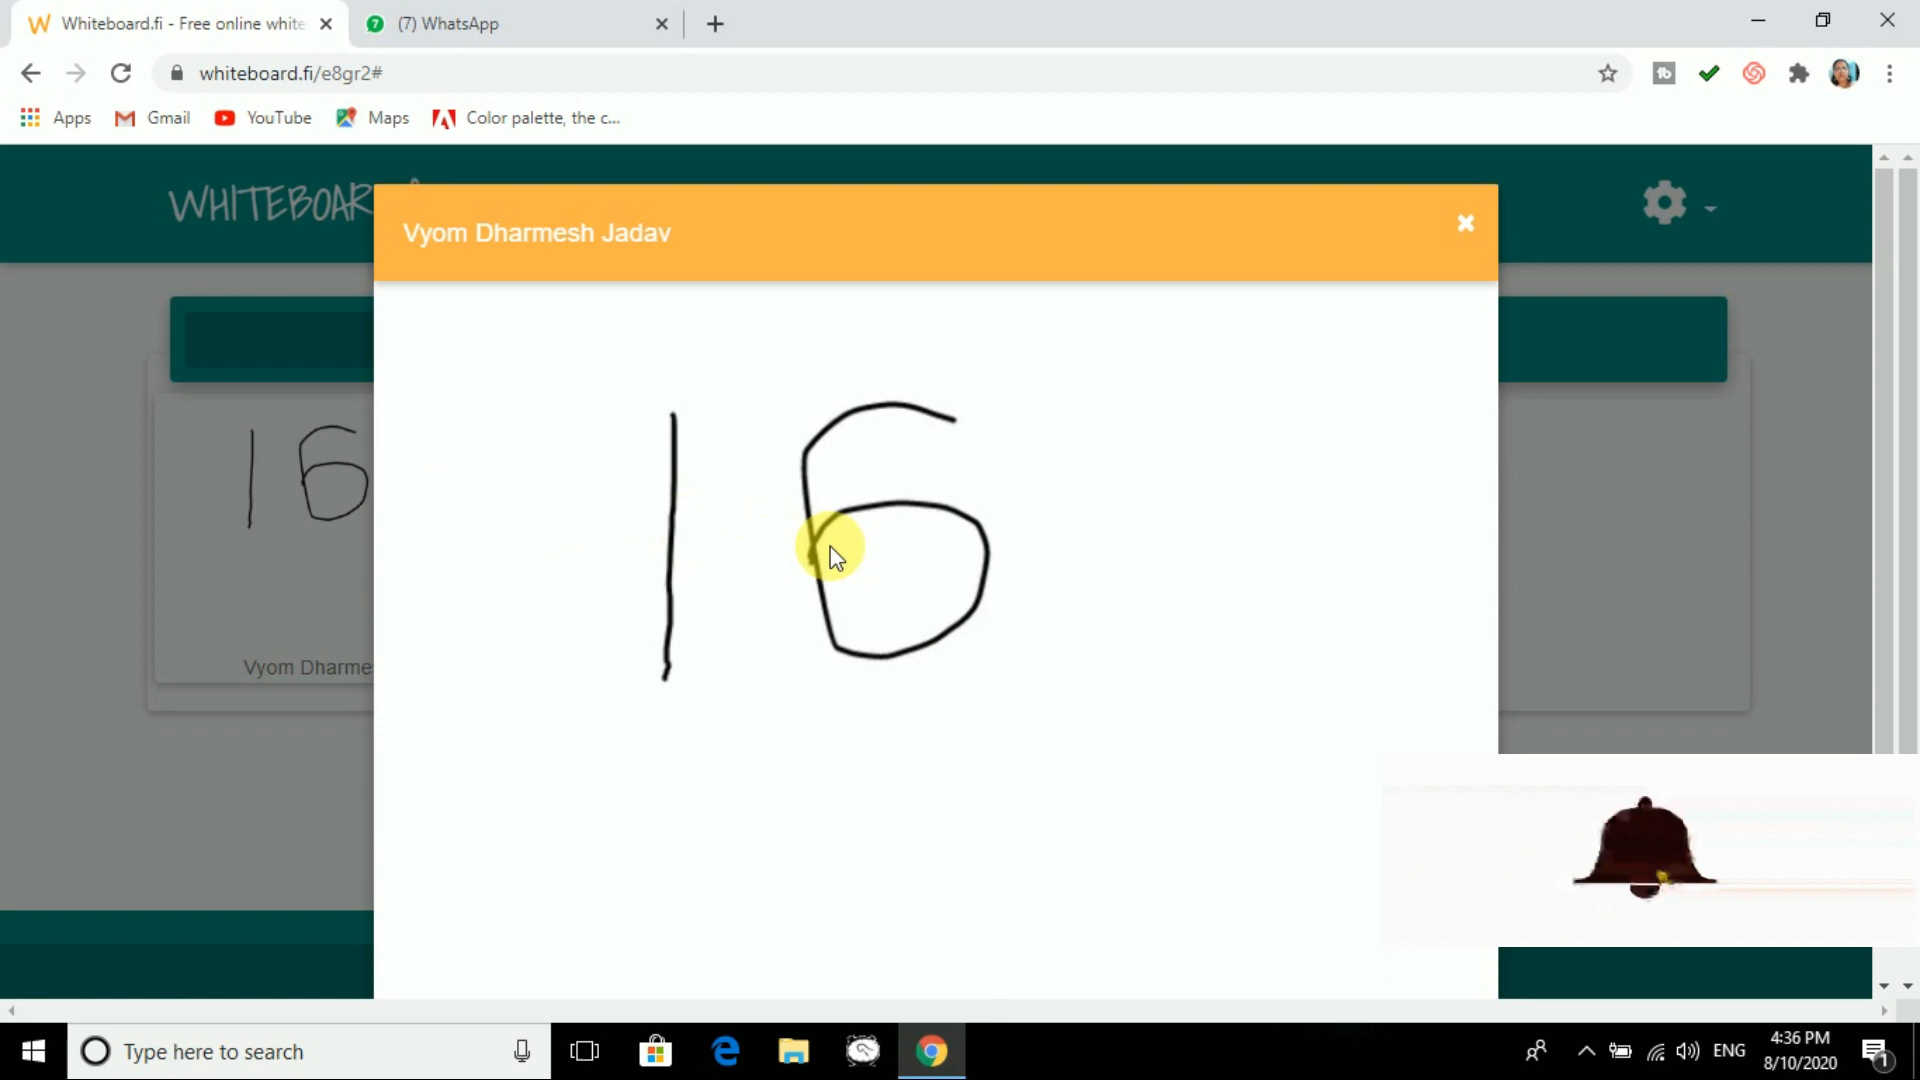 Whiteboard.fi - Free online white
(7) WhatsApp
whiteboard.fi/e8gr2#
Apps
Gmail
YouTube
Maps
Color palette, the c...
WHITEBOAR
Vyom Dharmesh Jadav
16
16
Vyom Dharme
Type here to search
ENG
4:36 PM
8/10/2020
1